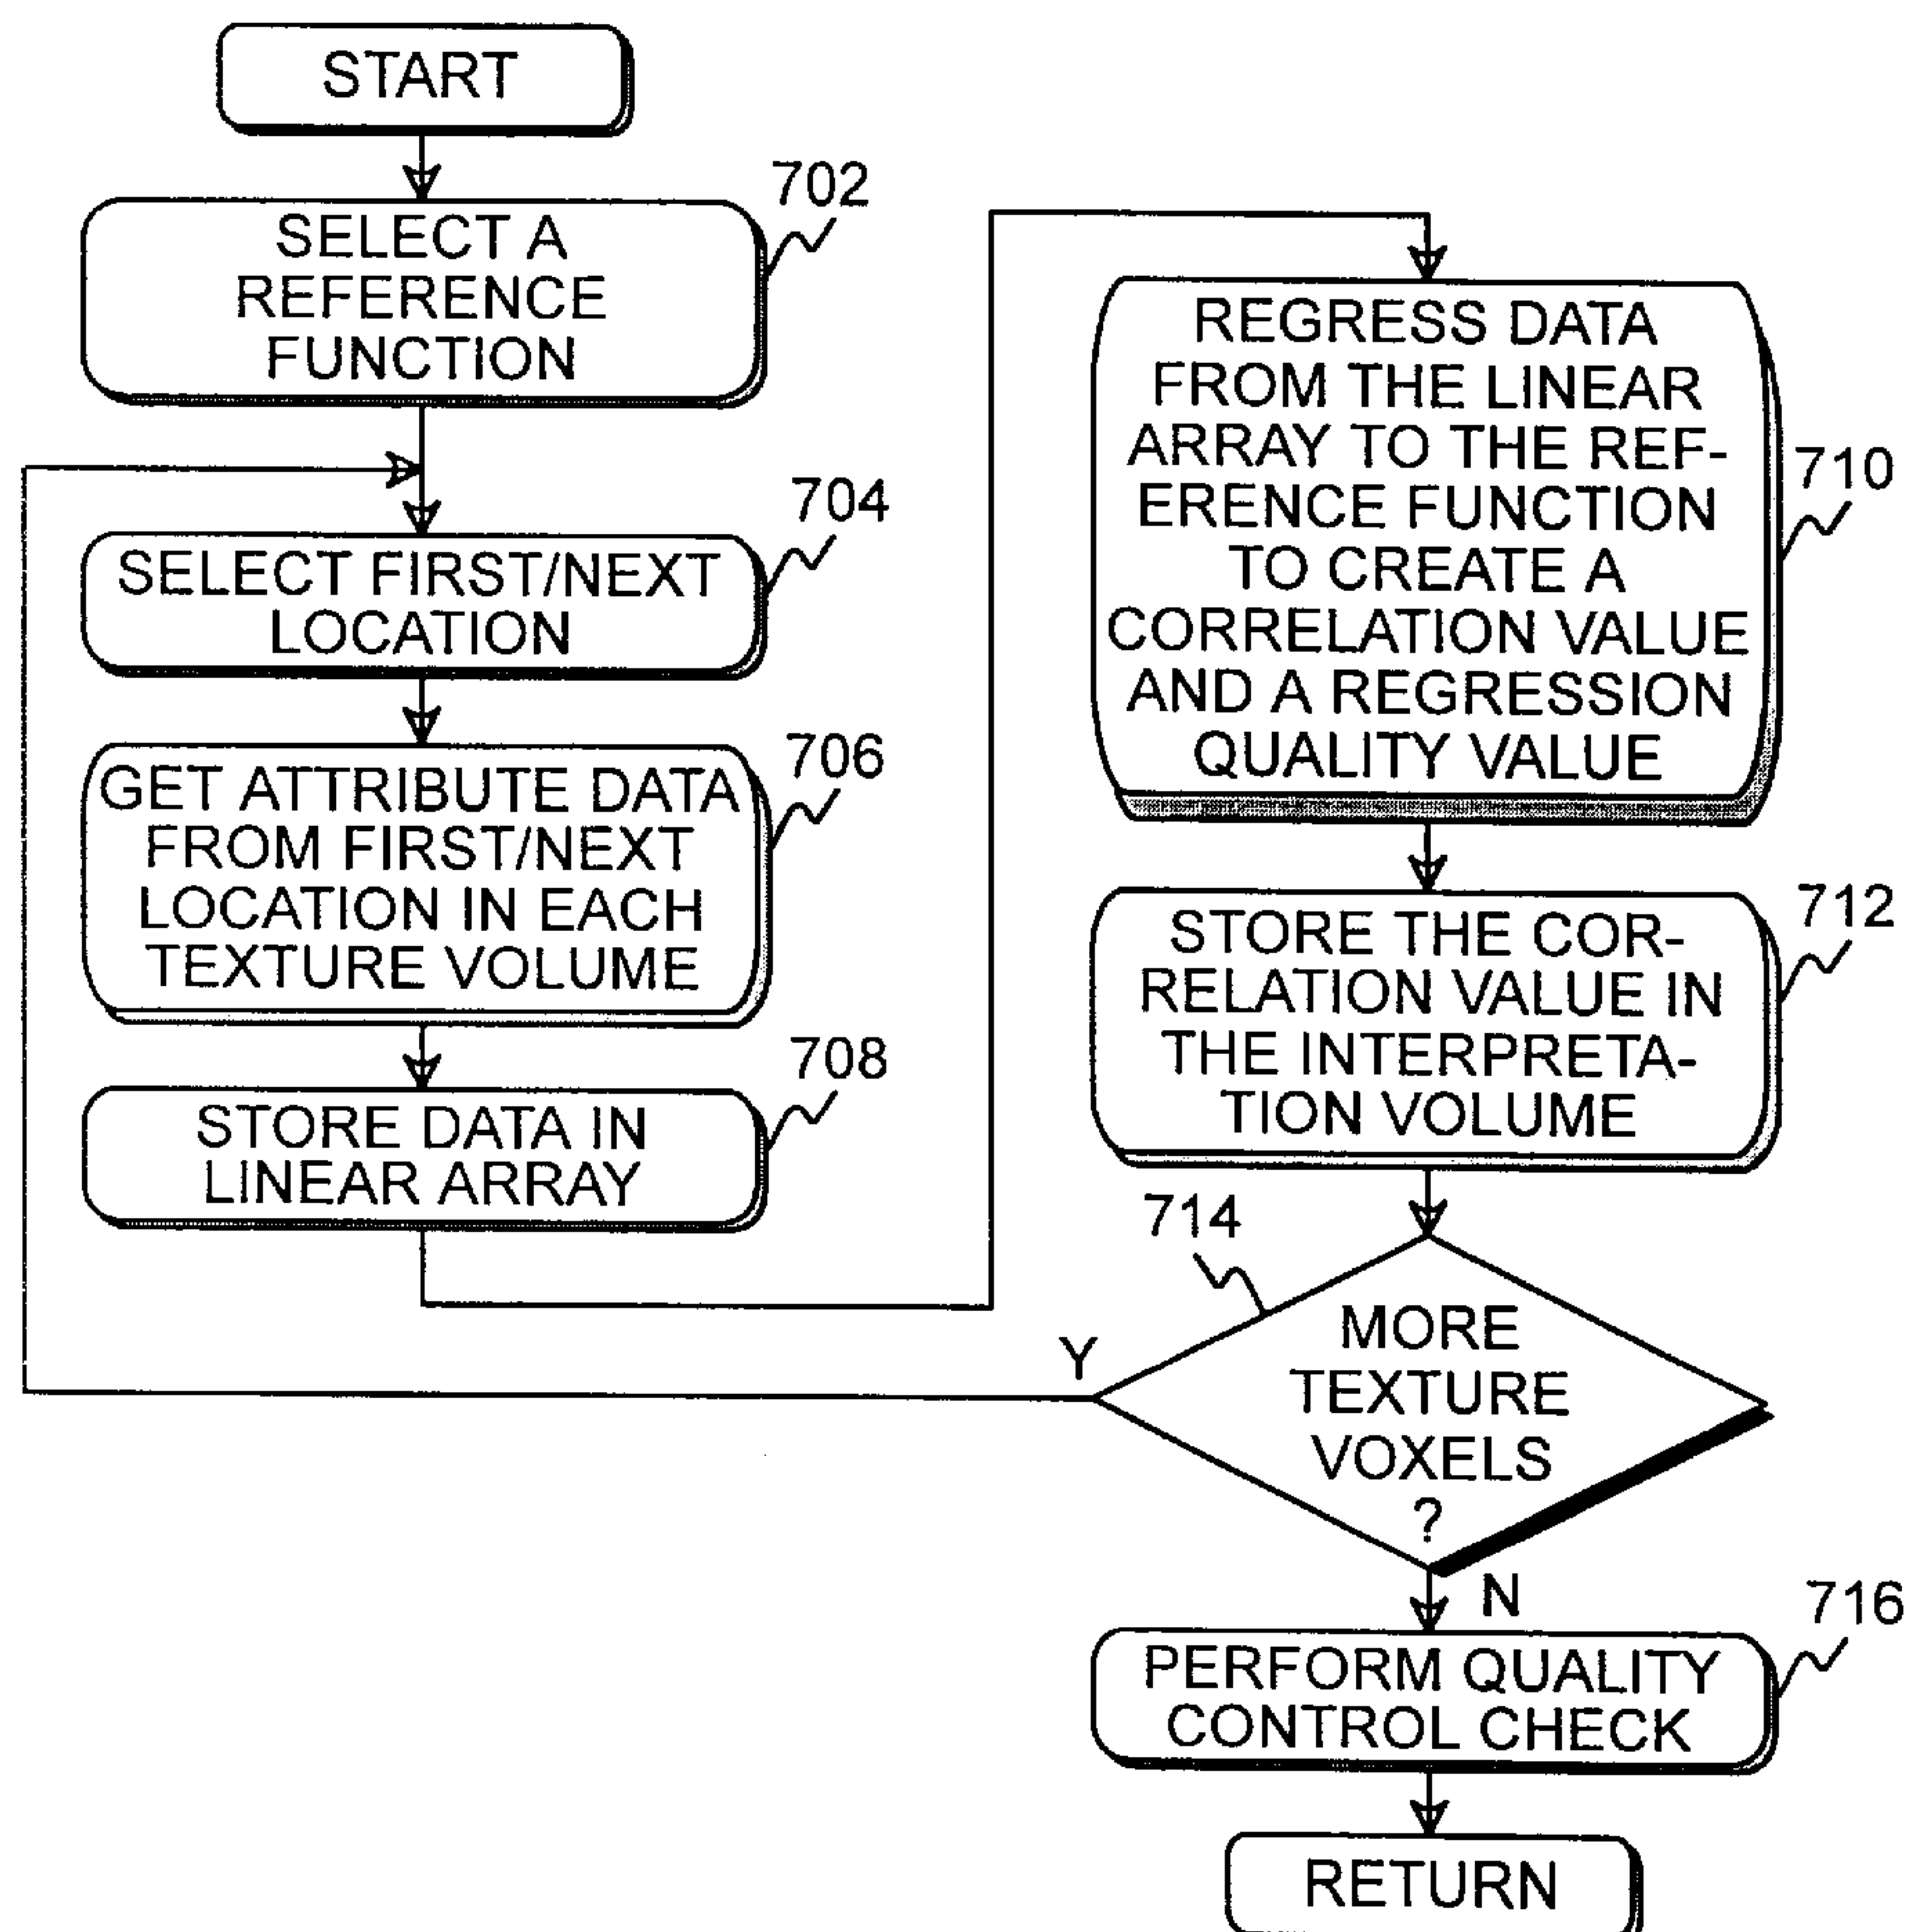 START
702
SELECT A
REFERENCE
FUNCTION
704
SELECT FIRST/NEXT
LOCATION
706
GET ATTRIBUTE DATA
FROM FIRST/NEXT
LOCATION IN EACH
TEXTURE VOLUME
708
STORE DATA IN
LINEAR ARRAY
710
REGRESS DATA
FROM THE LINEAR
ARRAY TO THE REF-
ERENCE FUNCTION
TO CREATE A
CORRELATION VALUE
AND A REGRESSION
QUALITY VALUE
712
STORE THE COR-
RELATION VALUE IN
THE INTERPRETA-
TION VOLUME
714
MORE
TEXTURE
VOXELS
?
Y
N
716
PERFORM QUALITY
CONTROL CHECK
RETURN